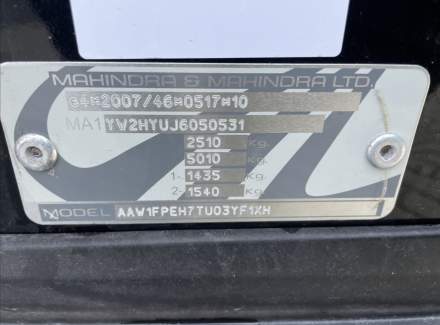 MAHINDRA & MAHINDRA LTD.
e4*2007/46*0517*10
MA1YW2HYUJ6050531
2510 Kg.
5010 Kg.
1- 1435 Kg.
2- 1540 Kg.
MODEL AAW1FPEH7TU03YF1XH